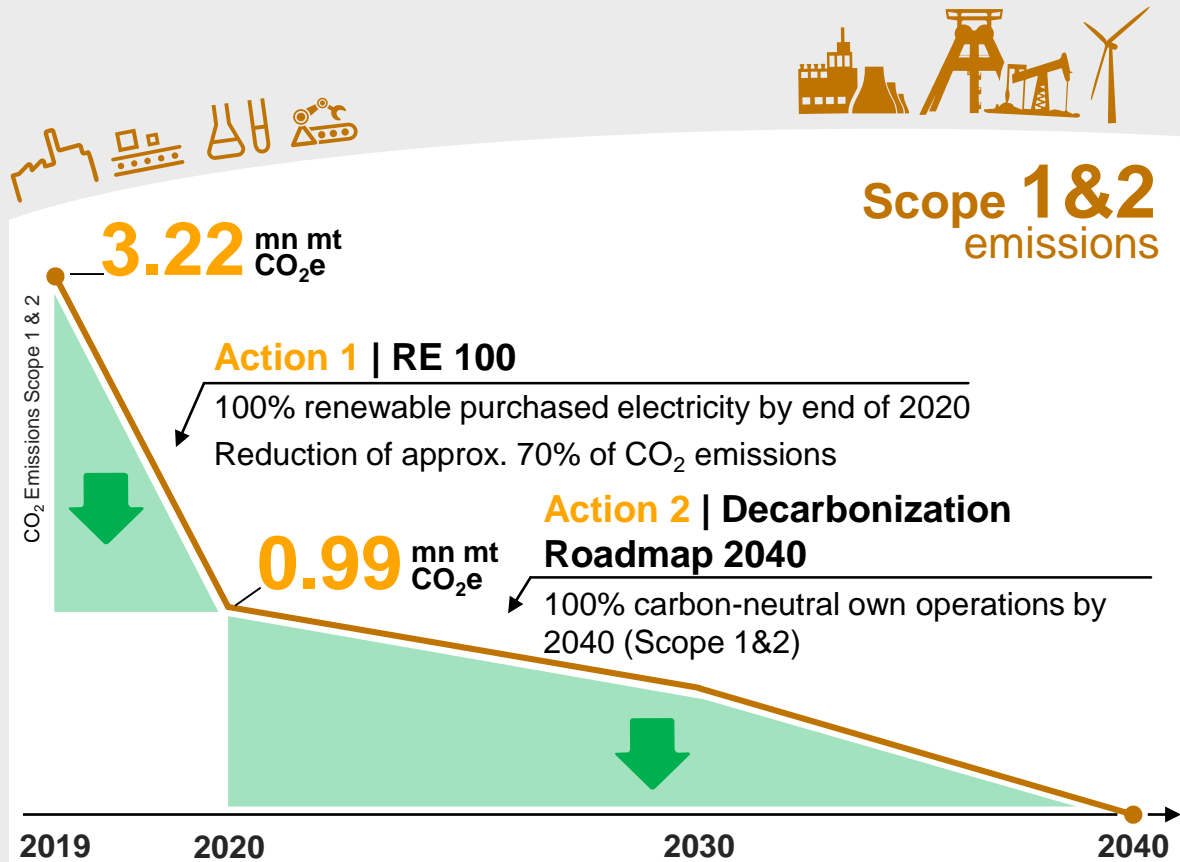 Scope 1&2
emissions
3.22 mn mt
CO₂e
CO₂ Emissions Scope 1 & 2
Action 1 | RE 100
100% renewable purchased electricity by end of 2020
Reduction of approx. 70% of CO₂ emissions
0.99 mn mt
CO₂e
Action 2 | Decarbonization
Roadmap 2040
100% carbon-neutral own operations by
2040 (Scope 1&2)
2019 2020 2030 2040